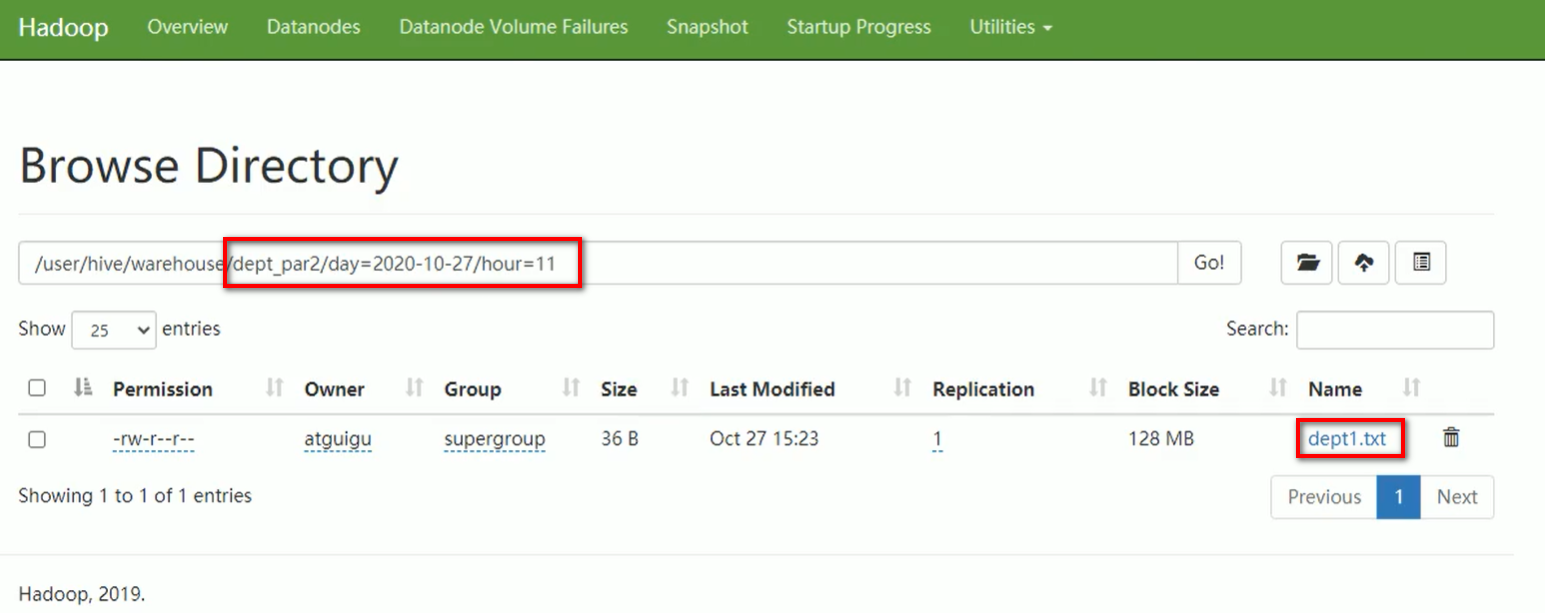 Hadoop Overview Datanodes Datanode Volume Failures Snapshot Startup Progress Utilities
Browse Directory
/user/hive/warehouse/dept_par2/day=2020-10-27/hour=11 Go!
Show 25 entries Search:
Permission Owner Group Size Last Modified Replication Block Size Name
-rw-r--r-- atguigu supergroup 36 B Oct 27 15:23 1 128 MB dept1.txt
Showing 1 to 1 of 1 entries Previous 1 Next
Hadoop, 2019.